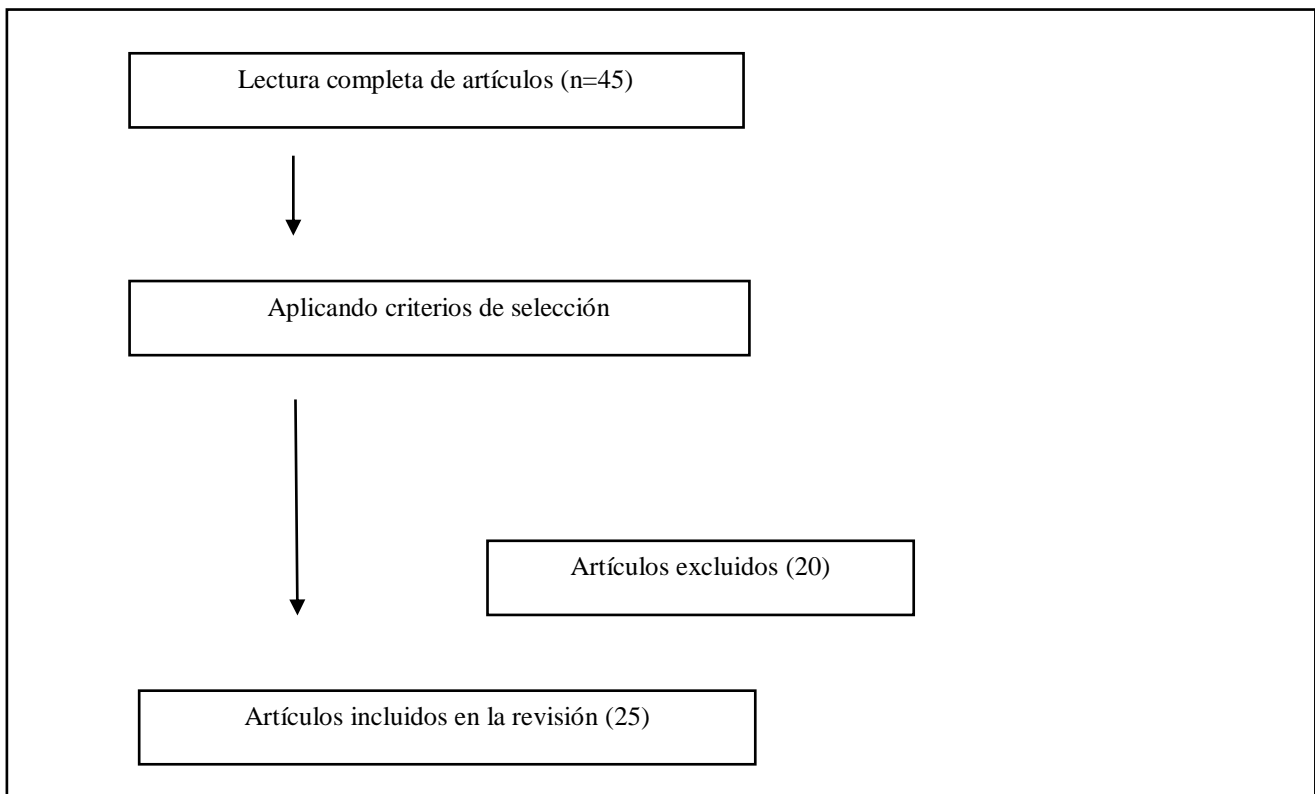 Lectura completa de artículos (n=45)
Aplicando criterios de selección
Artículos excluidos (20)
Artículos incluidos en la revisión (25)